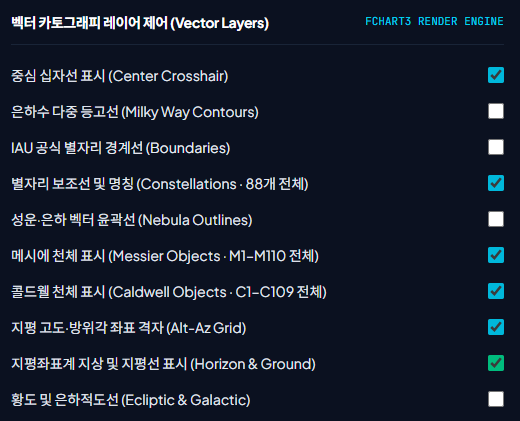 벡터 카토그래피 레이어 제어 (Vector Layers)
FCHART3 RENDER ENGINE
중심 십자선 표시 (Center Crosshair)
은하수 다중 등고선 (Milky Way Contours)
IAU 공식 별자리 경계선 (Boundaries)
별자리 보조선 및 명칭 (Constellations · 88개 전체)
성운·은하 벡터 윤곽선 (Nebula Outlines)
메시에 천체 표시 (Messier Objects · M1–M110 전체)
콜드웰 천체 표시 (Caldwell Objects · C1–C109 전체)
지평 고도·방위각 좌표 격자 (Alt-Az Grid)
지평좌표계 지상 및 지평선 표시 (Horizon & Ground)
황도 및 은하적도선 (Ecliptic & Galactic)